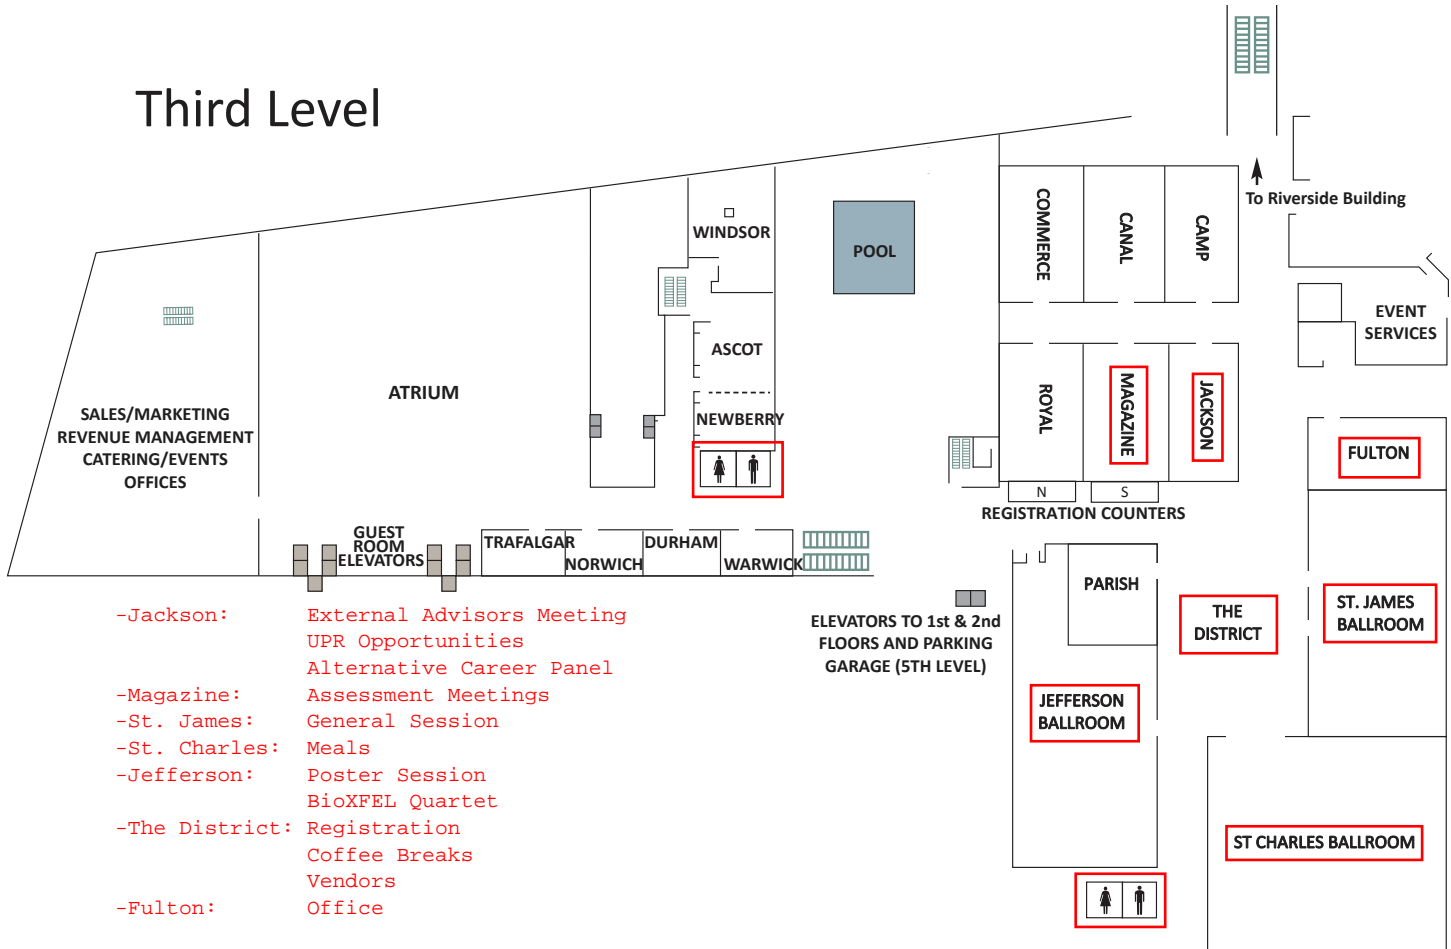 Third Level
To Riverside Building
COMMERCE
CANAL
CAMP
WINDSOR
POOL
EVENT
SERVICES
ASCOT
ATRIUM
ROYAL
MAGAZINE
JACKSON
SALES/MARKETING
REVENUE MANAGEMENT
CATERING/EVENTS
OFFICES
NEWBERRY
FULTON
N
S
REGISTRATION COUNTERS
GUEST
ROOM
ELEVATORS
TRAFALGAR
NORWICH
DURHAM
WARWICK
PARISH
ELEVATORS TO 1st & 2nd
FLOORS AND PARKING
GARAGE (5TH LEVEL)
THE
DISTRICT
ST. JAMES
BALLROOM
JEFFERSON
BALLROOM
ST CHARLES BALLROOM
-Jackson: External Advisors Meeting
UPR Opportunities
Alternative Career Panel
-Magazine: Assessment Meetings
-St. James: General Session
-St. Charles: Meals
-Jefferson: Poster Session
BioXFEL Quartet
-The District: Registration
Coffee Breaks
Vendors
-Fulton: Office